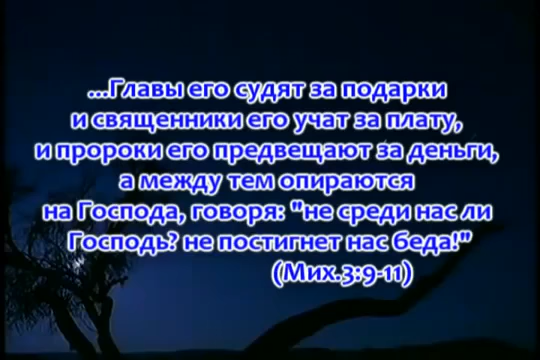 ...Главы его судят за подарки
и священники его учат за плату,
и пророки его предвещают за деньги,
а между тем опираются
на Господа, говоря: "не среди нас ли
Господь? не постигнет нас беда!"
(Мих.3:9-11)